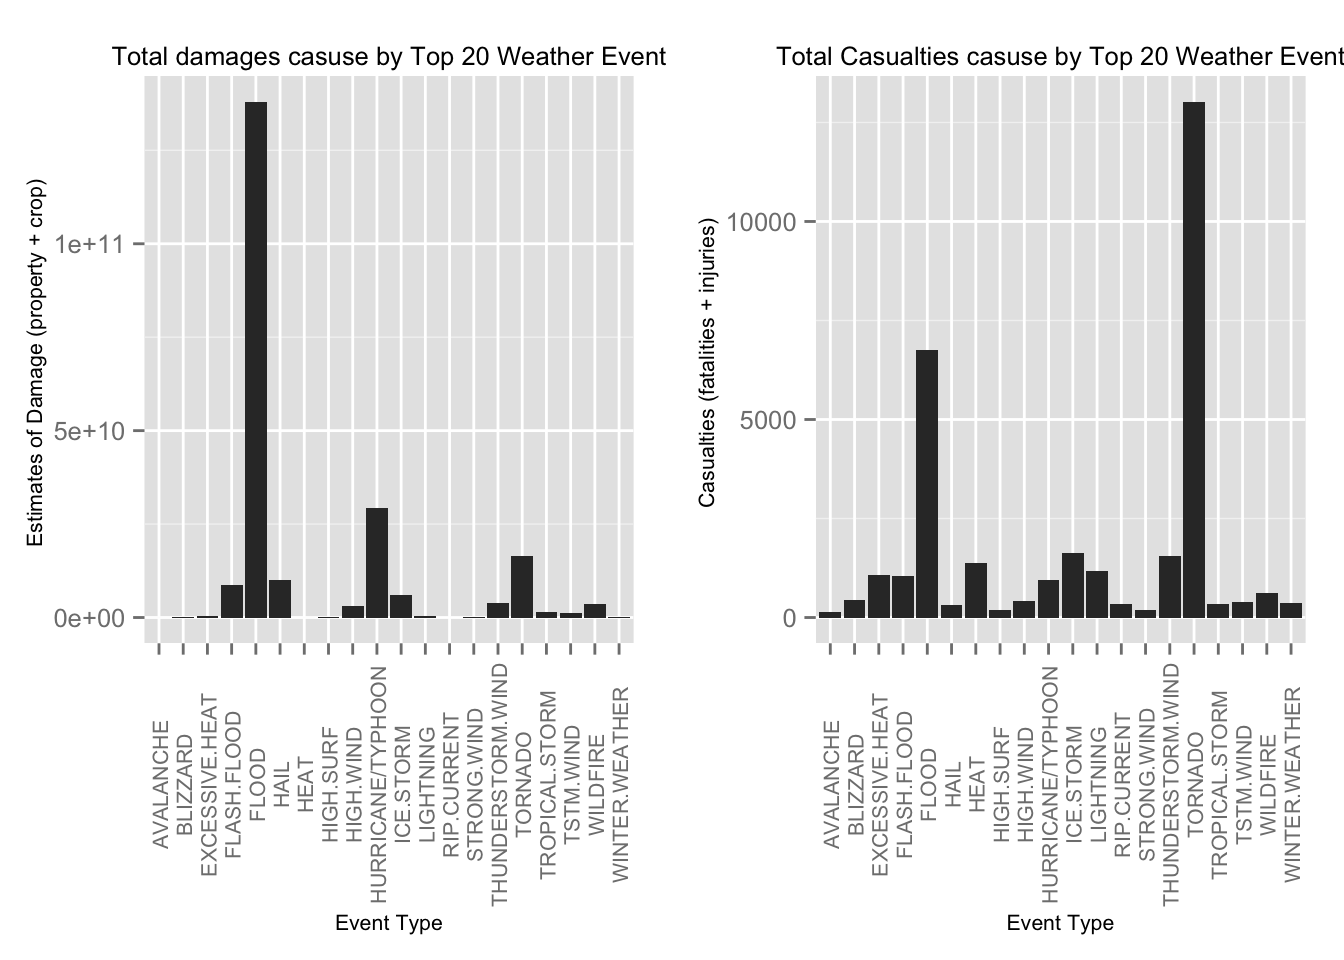 Total damages casuse by Top 20 Weather Event
Estimates of Damage (property + crop)
1e+11
5e+10
0e+00
AVALANCHE
BLIZZARD
EXCESSIVE.HEAT
FLASH.FLOOD
FLOOD
HAIL
HEAT
HIGH.SURF
HIGH.WIND
HURRICANE/TYPHOON
ICE.STORM
LIGHTNING
RIP.CURRENT
STRONG.WIND
THUNDERSTORM.WIND
TORNADO
TROPICAL.STORM
TSTM.WIND
WILDFIRE
WINTER.WEATHER
Event Type
Total Casualties casuse by Top 20 Weather Event
Casualties (fatalities + injuries)
10000
5000
0
AVALANCHE
BLIZZARD
EXCESSIVE.HEAT
FLASH.FLOOD
FLOOD
HAIL
HEAT
HIGH.SURF
HIGH.WIND
HURRICANE/TYPHOON
ICE.STORM
LIGHTNING
RIP.CURRENT
STRONG.WIND
THUNDERSTORM.WIND
TORNADO
TROPICAL.STORM
TSTM.WIND
WILDFIRE
WINTER.WEATHER
Event Type